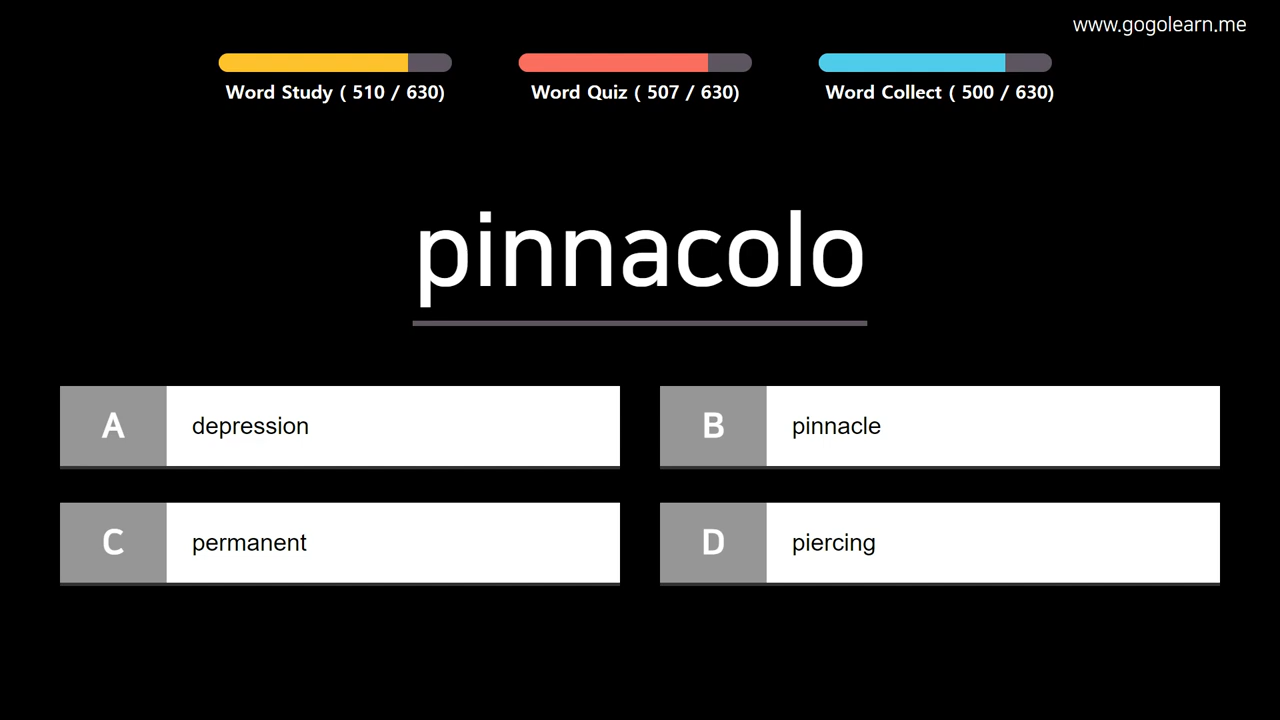 www.gogolearn.me
Word Study ( 510 / 630)
Word Quiz ( 507 / 630)
Word Collect ( 500 / 630)
pinnacolo
A depression
B pinnacle
C permanent
D piercing